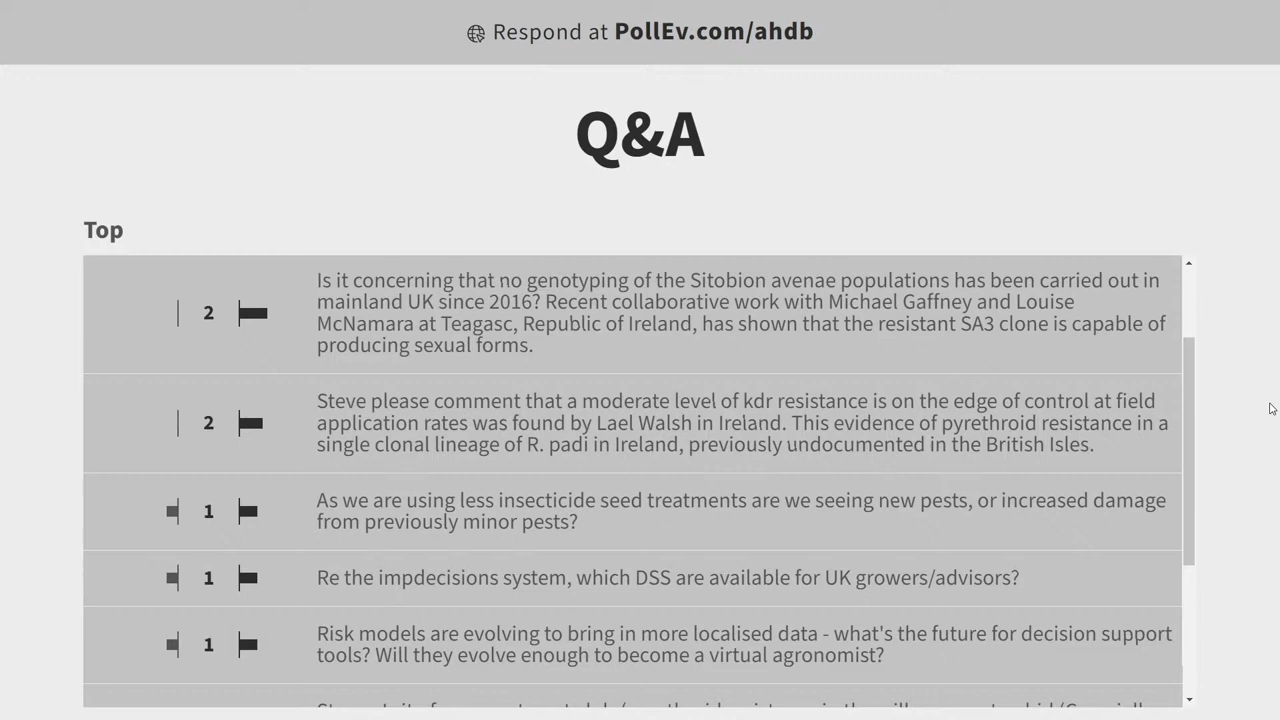 Respond at PollEv.com/ahdb
Q&A
Top
2
Is it concerning that no genotyping of the Sitobion avenae populations has been carried out in
mainland UK since 2016? Recent collaborative work with Michael Gaffney and Louise
McNamara at Teagasc, Republic of Ireland, has shown that the resistant SA3 clone is capable of
producing sexual forms.
2
Steve please comment that a moderate level of kdr resistance is on the edge of control at field
application rates was found by Lael Walsh in Ireland. This evidence of pyrethroid resistance in a
single clonal lineage of R. padi in Ireland, previously undocumented in the British Isles.
1
As we are using less insecticide seed treatments are we seeing new pests, or increased damage
from previously minor pests?
1
Re the impdecisions system, which DSS are available for UK growers/advisors?
1
Risk models are evolving to bring in more localised data - what's the future for decision support
tools? Will they evolve enough to become a virtual agronomist?